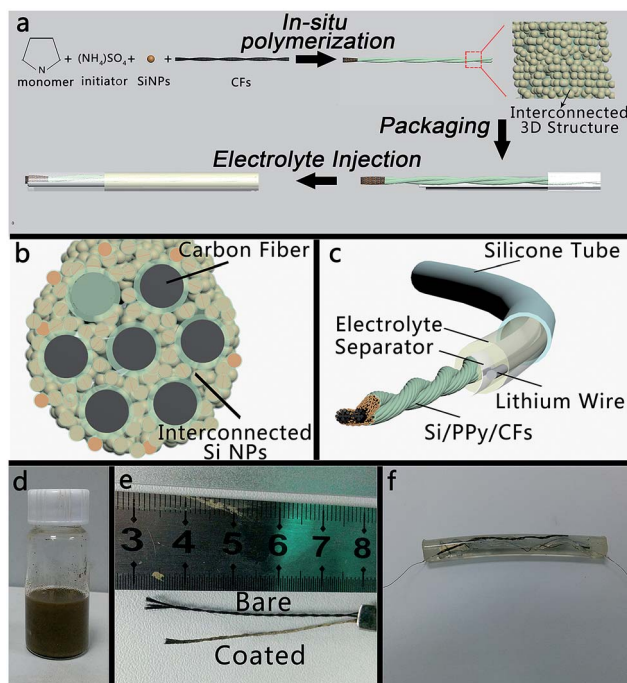 a
In-situ
polymerization
N
monomer
+ (NH₄)SO₄ +
initiator
SiNPs
+
CFs
Interconnected
3D Structure
Packaging
Electrolyte Injection
b
Carbon Fiber
Interconnected
Si NPs
c
Silicone Tube
Electrolyte
Separator
Lithium Wire
Si/PPy/CFs
d
e
3 4 5 6 7 8
Bare
Coated
f